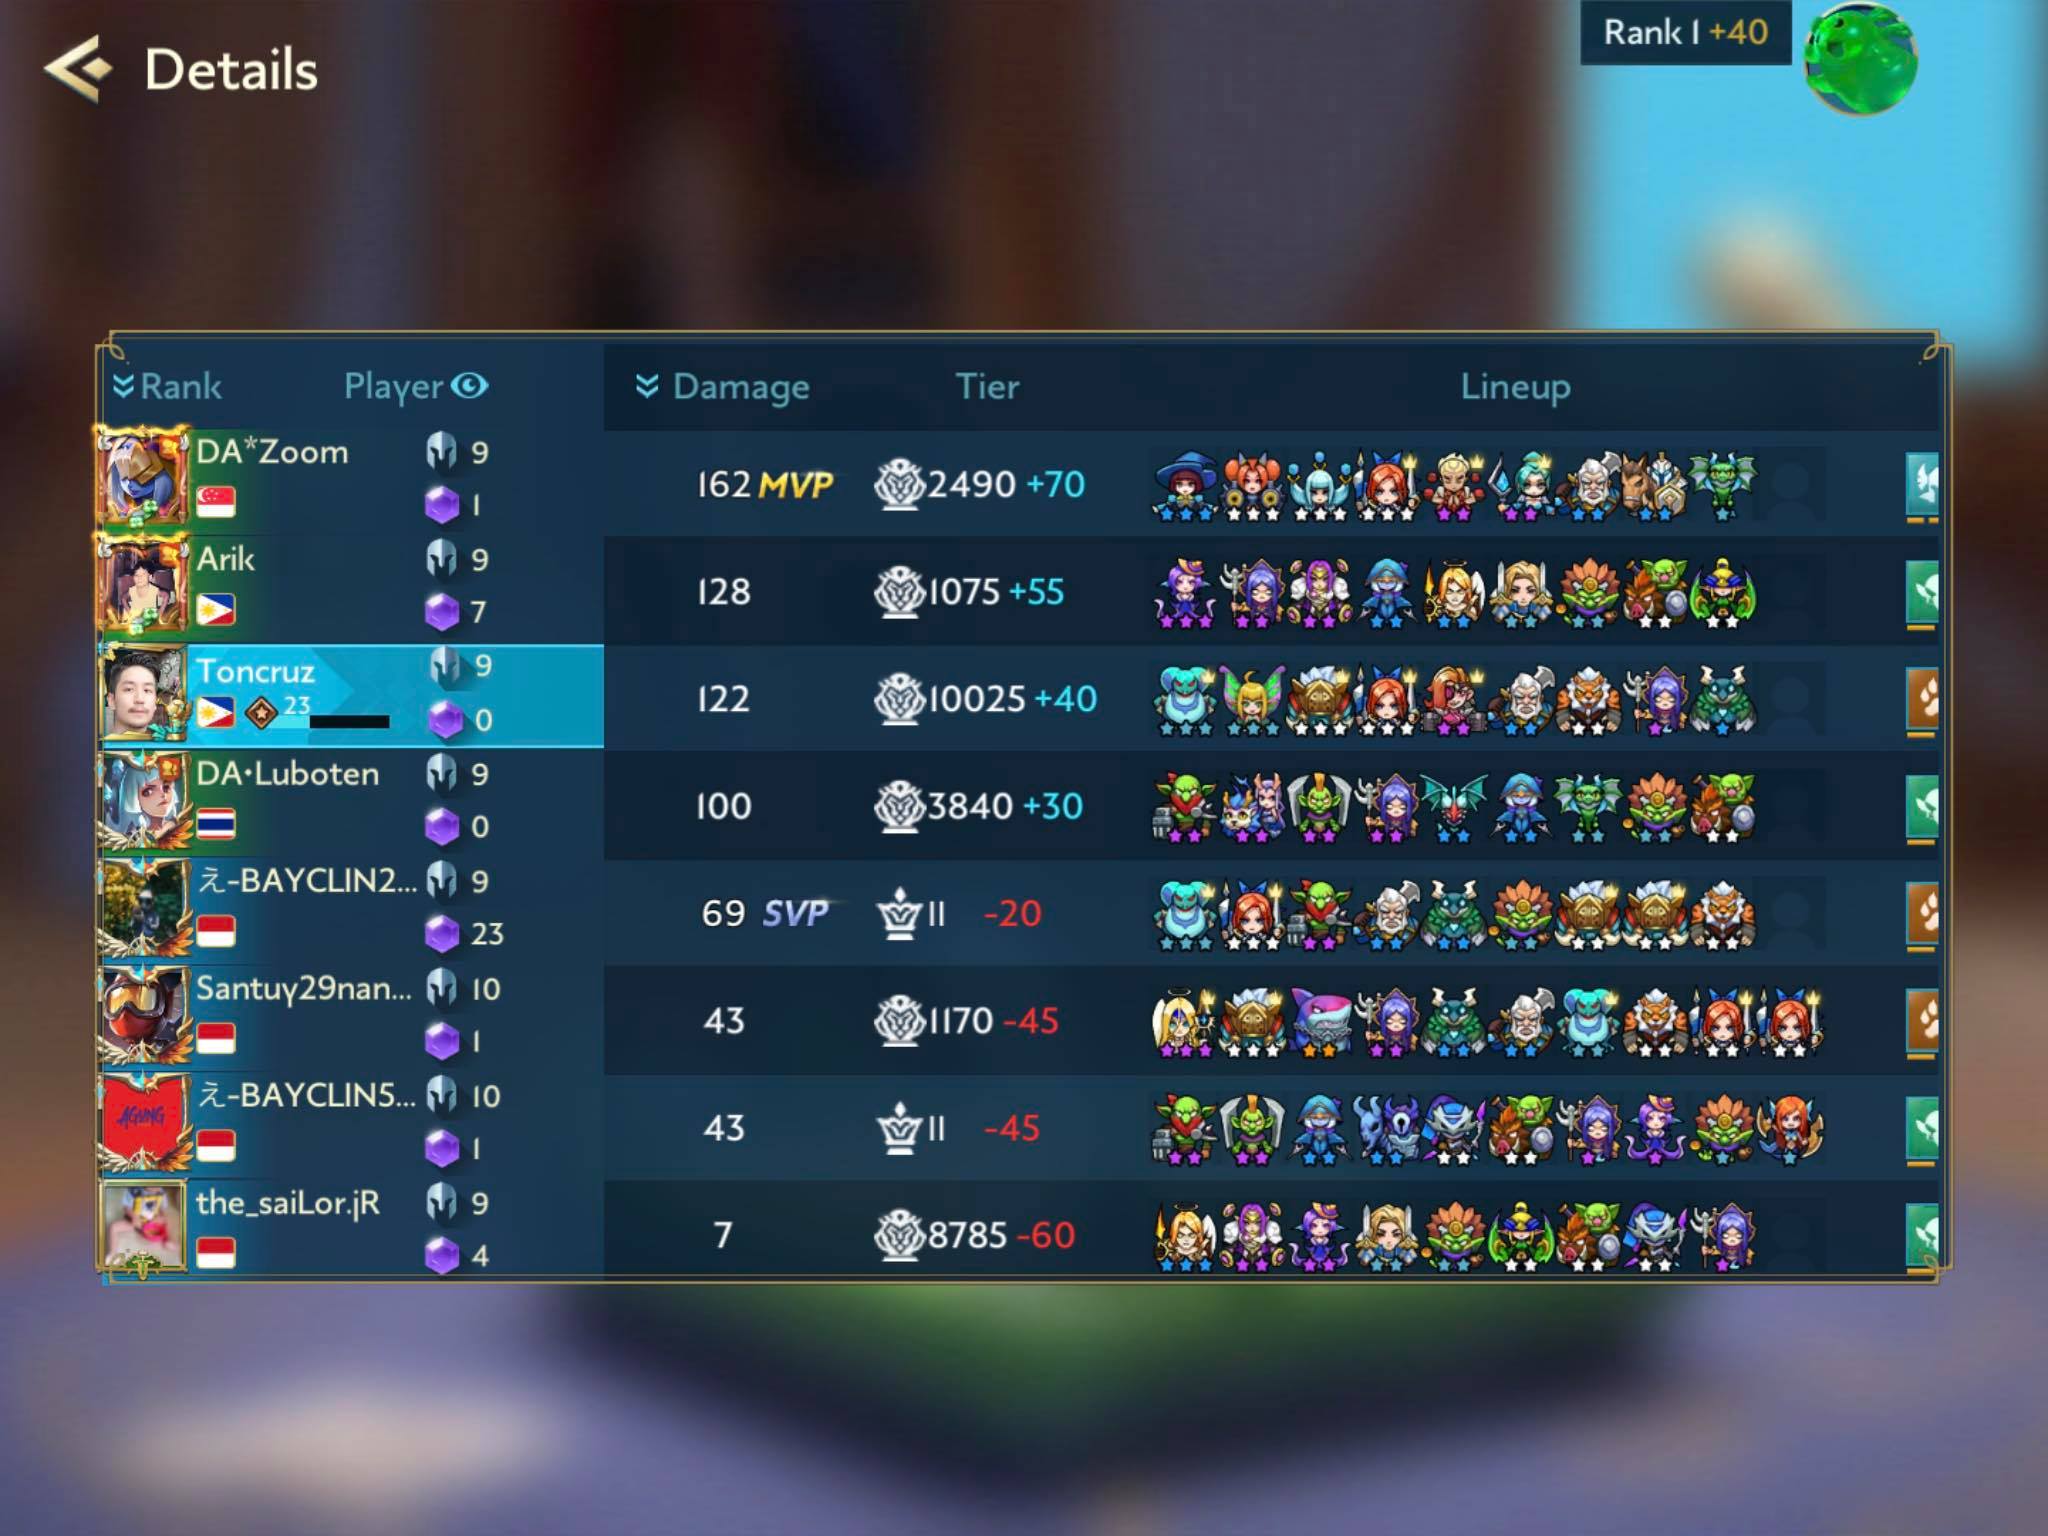 Details
Rank 1 +40
Rank Player Damage Tier Lineup
DA*Zoom 9
1
162 MVP 2490 +70
Arik 9
7
128 1075 +55
Toncruz 9
23 0
122 10025 +40
DA•Luboten 9
0
100 3840 +30
え-BAYCLIN2... 9
23
69 SVP II -20
Santuy29nan... 10
1
43 1170 -45
AGUNG
え-BAYCLIN5... 10
1
43 II -45
the_saiLor.jR 9
4
7 8785 -60